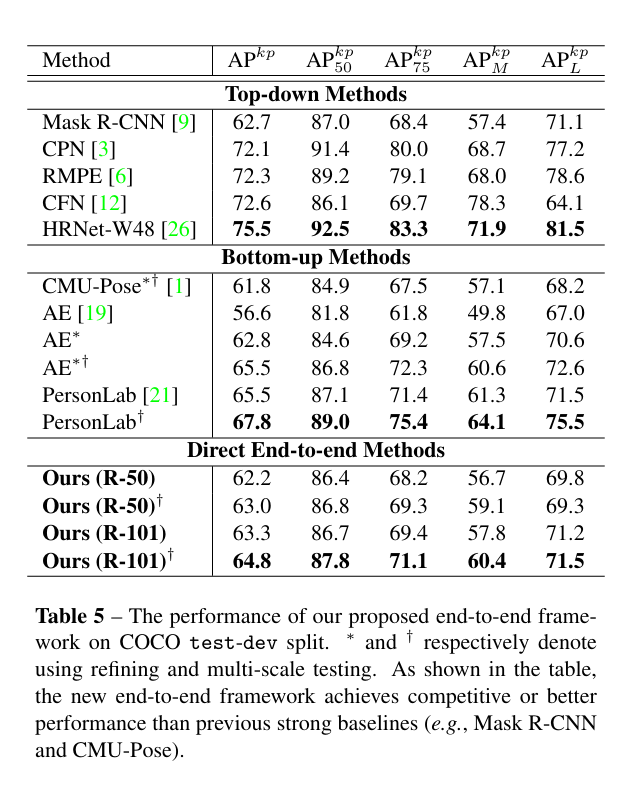 Method AP^{kp} AP^{kp}_{50} AP^{kp}_{75} AP^{kp}_{M} AP^{kp}_{L}
Top-down Methods
Mask R-CNN [9] 62.7 87.0 68.4 57.4 71.1
CPN [3] 72.1 91.4 80.0 68.7 77.2
RMPE [6] 72.3 89.2 79.1 68.0 78.6
CFN [12] 72.6 86.1 69.7 78.3 64.1
HRNet-W48 [26] 75.5 92.5 83.3 71.9 81.5
Bottom-up Methods
CMU-Pose*† [1] 61.8 84.9 67.5 57.1 68.2
AE [19] 56.6 81.8 61.8 49.8 67.0
AE* 62.8 84.6 69.2 57.5 70.6
AE*† 65.5 86.8 72.3 60.6 72.6
PersonLab [21] 65.5 87.1 71.4 61.3 71.5
PersonLab† 67.8 89.0 75.4 64.1 75.5
Direct End-to-end Methods
Ours (R-50) 62.2 86.4 68.2 56.7 69.8
Ours (R-50)† 63.0 86.8 69.3 59.1 69.3
Ours (R-101) 63.3 86.7 69.4 57.8 71.2
Ours (R-101)† 64.8 87.8 71.1 60.4 71.5
Table 5 – The performance of our proposed end-to-end frame-
work on COCO test-dev split. * and † respectively denote
using refining and multi-scale testing. As shown in the table,
the new end-to-end framework achieves competitive or better
performance than previous strong baselines (e.g., Mask R-CNN
and CMU-Pose).